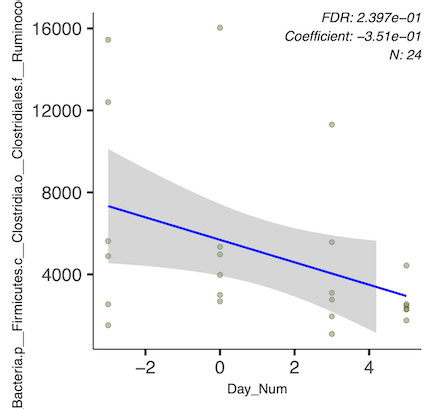 FDR: 2.397e−01
Coefficient: −3.51e−01
N: 24
Bacteria.p__Firmicutes.c__Clostridia.o__Clostridiales.f__Ruminoco
16000
12000
8000
4000
−2 0 2 4
Day_Num